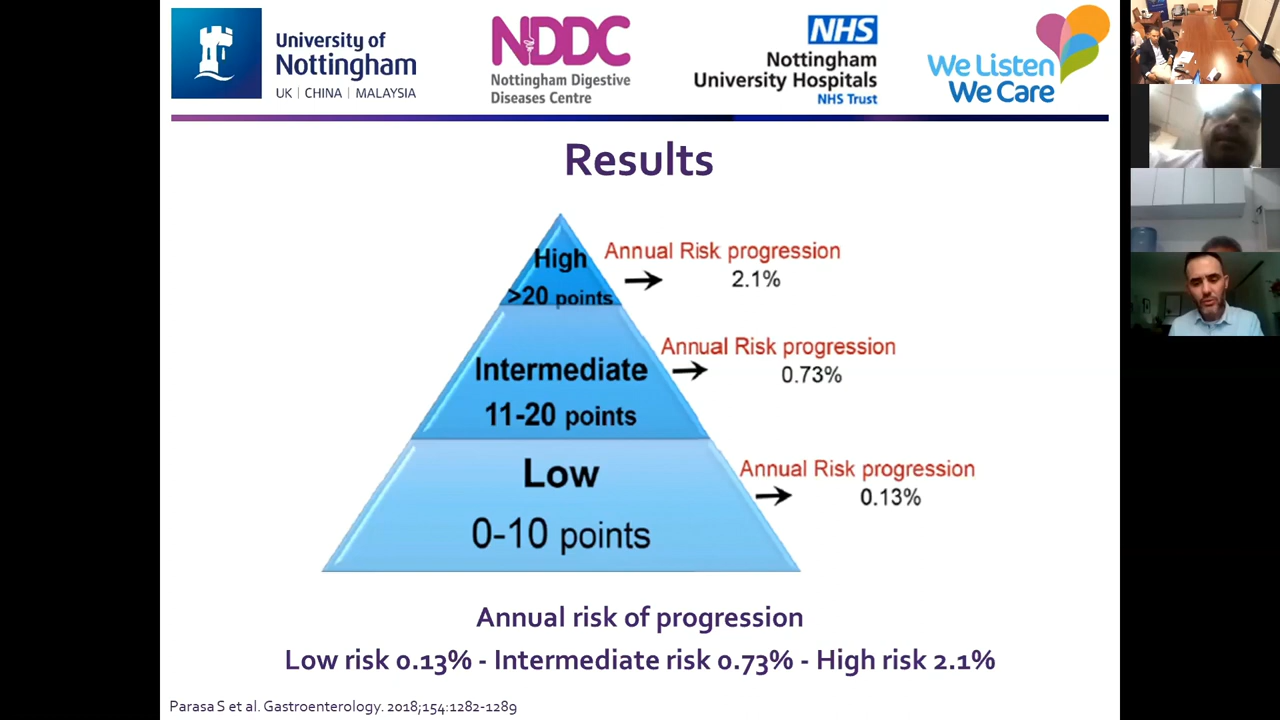 University of
Nottingham
UK | CHINA | MALAYSIA
NDDC
Nottingham Digestive
Diseases Centre
NHS
Nottingham
University Hospitals
NHS Trust
We Listen
We Care
Results
High
>20 points
Annual Risk progression
2.1%
Intermediate
11-20 points
Annual Risk progression
0.73%
Low
0-10 points
Annual Risk progression
0.13%
Annual risk of progression
Low risk 0.13% - Intermediate risk 0.73% - High risk 2.1%
Parasa S et al. Gastroenterology. 2018;154:1282-1289